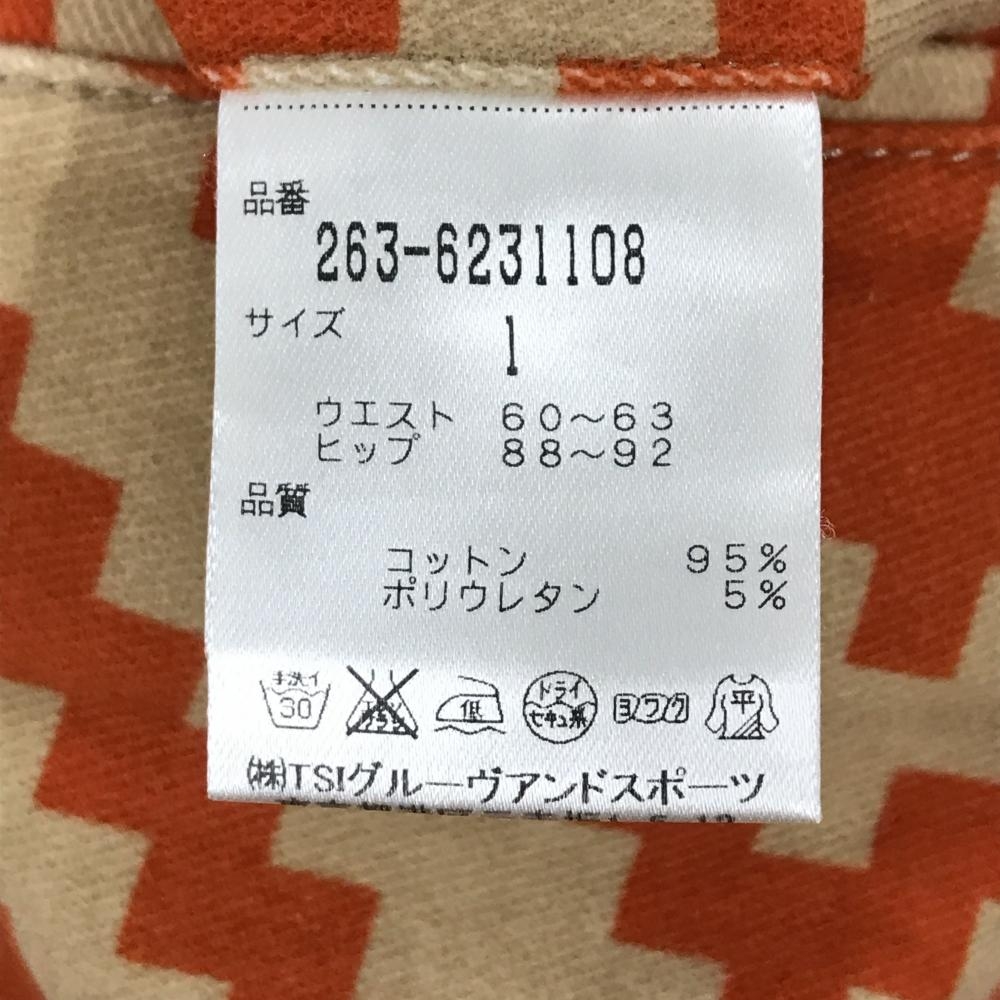 品番
263-6231108
サイズ
1
ウエスト 60～63
ヒップ 88～92
品質
コットン 95%
ポリウレタン 5%
手洗イ 30 低 ドライ セキユ系 ヨワク 平
㈱TSIグルーヴアンドスポーツ